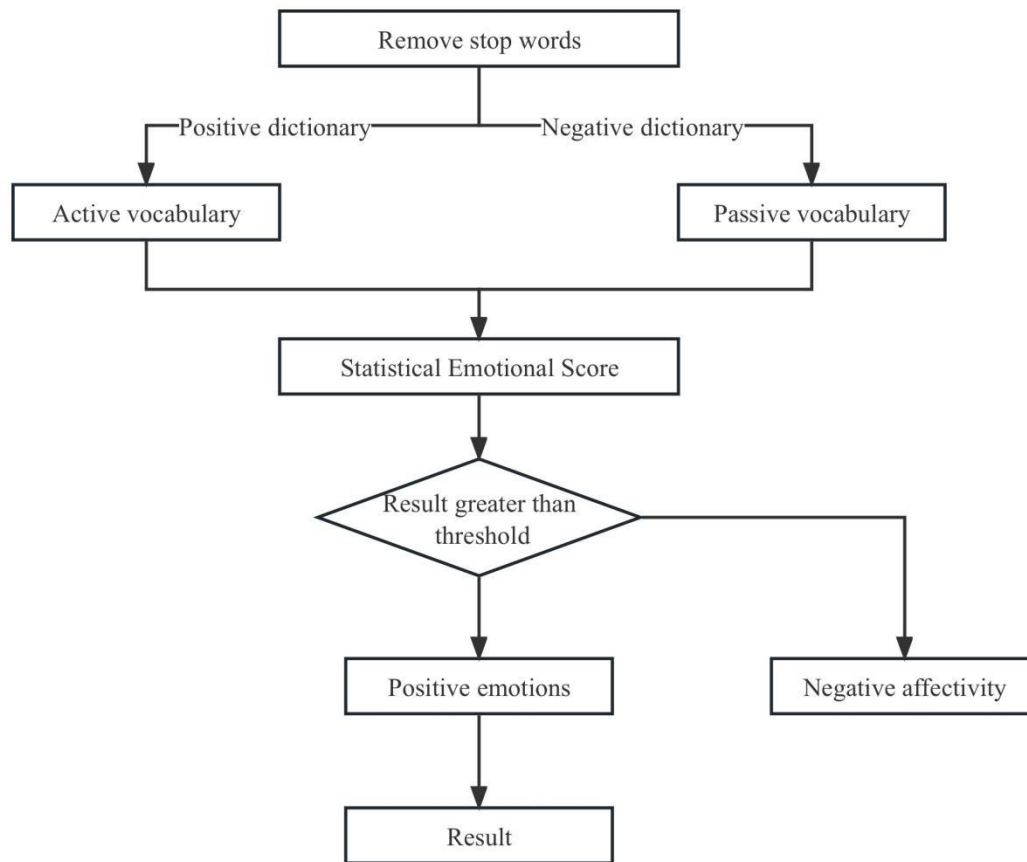 Remove stop words
Positive dictionary
Negative dictionary
Active vocabulary
Passive vocabulary
Statistical Emotional Score
Result greater than
threshold
Positive emotions
Negative affectivity
Result